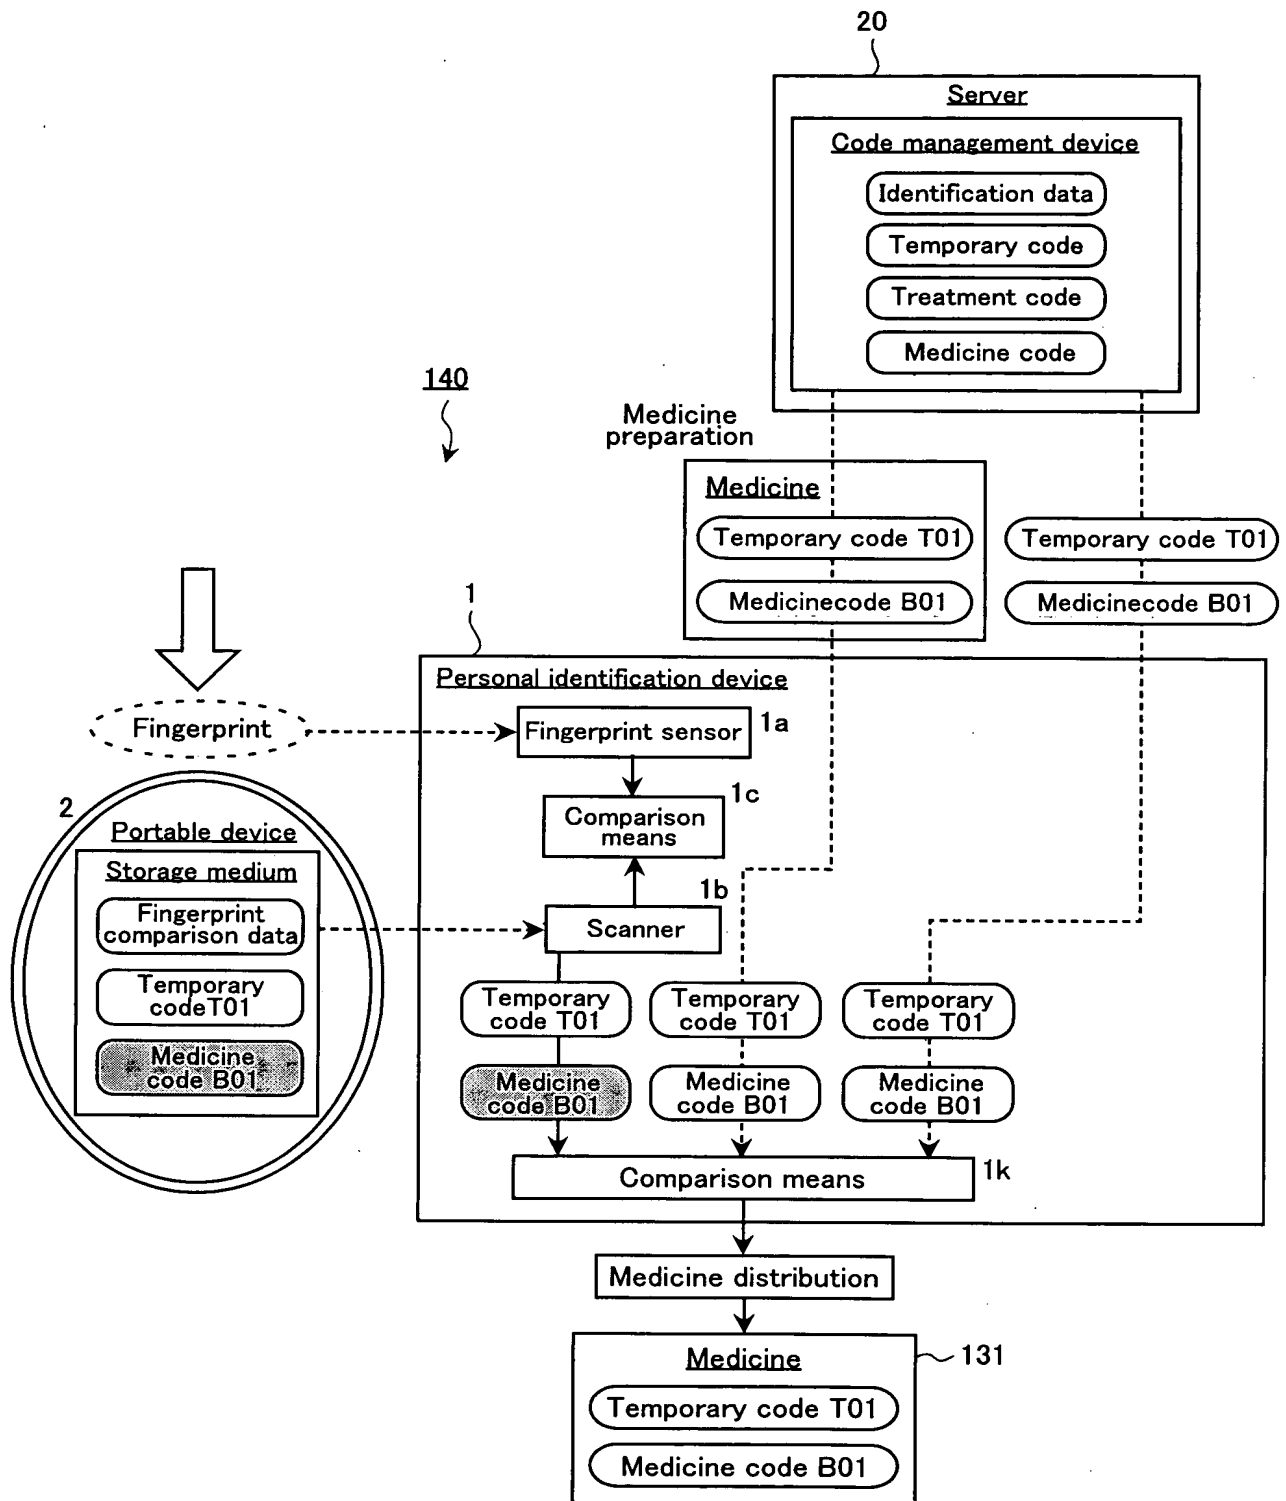 20
Server
Code management device
Identification data
Temporary code
Treatment code
Medicine code
140
Medicine
preparation
Medicine
Temporary code T01
Medicinecode B01
Temporary code T01
Medicinecode B01
1
Personal identification device
Fingerprint
Fingerprint sensor
1a
1c
Comparison
means
2
Portable device
Storage medium
Fingerprint
comparison data
Temporary
codeT01
Medicine
code B01
1b
Scanner
Temporary
code T01
Temporary
code T01
Temporary
code T01
Medicine
code B01
Medicine
code B01
Medicine
code B01
Comparison means
1k
Medicine distribution
Medicine
131
Temporary code T01
Medicine code B01